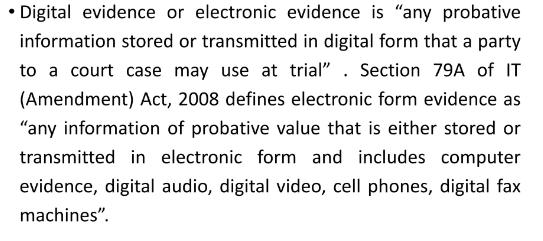 • Digital evidence or electronic evidence is “any probative
information stored or transmitted in digital form that a party
to a court case may use at trial” . Section 79A of IT
(Amendment) Act, 2008 defines electronic form evidence as
“any information of probative value that is either stored or
transmitted in electronic form and includes computer
evidence, digital audio, digital video, cell phones, digital fax
machines”.